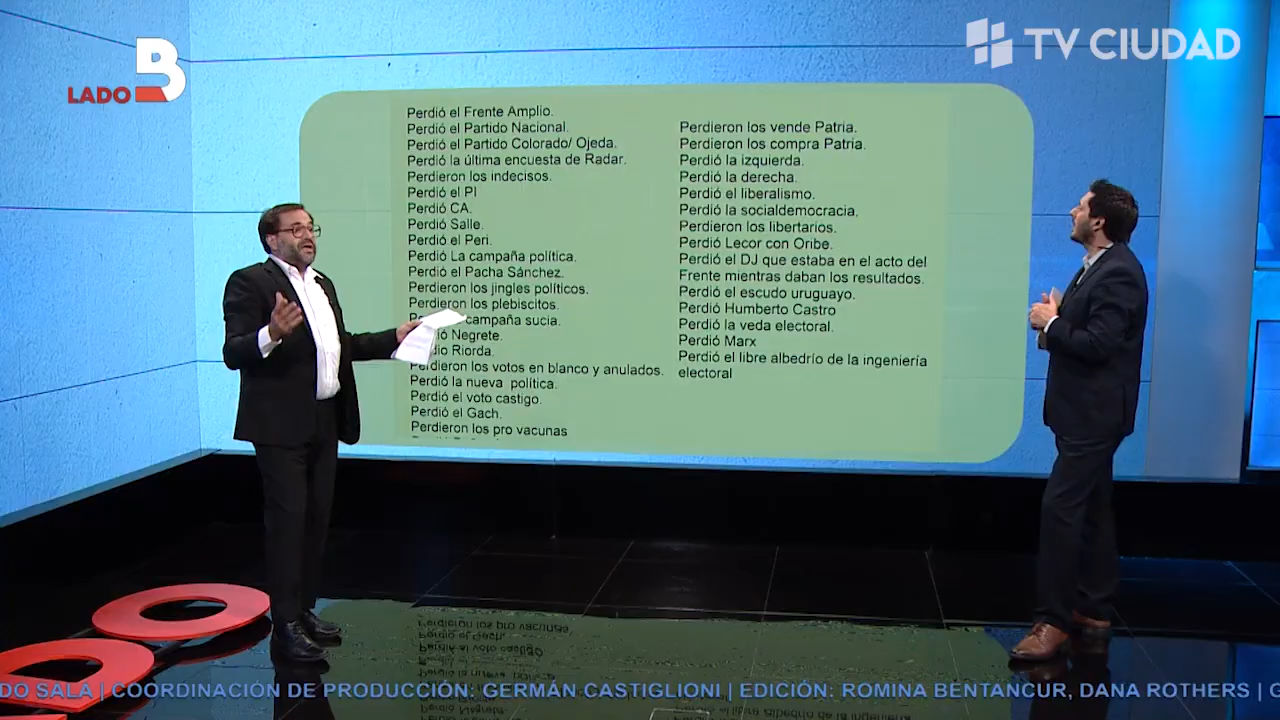 LADO B
TV CIUDAD
Perdió el Frente Amplio.
Perdió el Partido Nacional.
Perdió el Partido Colorado/ Ojeda.
Perdió la última encuesta de Radar.
Perdieron los indecisos.
Perdió el PI
Perdió CA.
Perdió Salle.
Perdió el Peri.
Perdió La campaña política.
Perdió el Pacha Sánchez.
Perdieron los jingles políticos.
Perdieron los plebiscitos.
campaña sucia.
Negrete.
Riorda.
Perdieron los votos en blanco y anulados.
Perdió la nueva política.
Perdió el voto castigo.
Perdió el Gach.
Perdieron los pro vacunas
Perdieron los vende Patria.
Perdieron los compra Patria.
Perdió la izquierda.
Perdió la derecha.
Perdió el liberalismo.
Perdió la socialdemocracia.
Perdieron los libertarios.
Perdió Lecor con Oribe.
Perdió el DJ que estaba en el acto del
Frente mientras daban los resultados.
Perdió el escudo uruguayo.
Perdió Humberto Castro
Perdió la veda electoral.
Perdió Marx
Perdió el libre albedrío de la ingeniería
electoral
DO SALA | COORDINACIÓN DE PRODUCCIÓN: GERMÁN CASTIGLIONI | EDICIÓN: ROMINA BENTANCUR, DANA ROTHERS | G